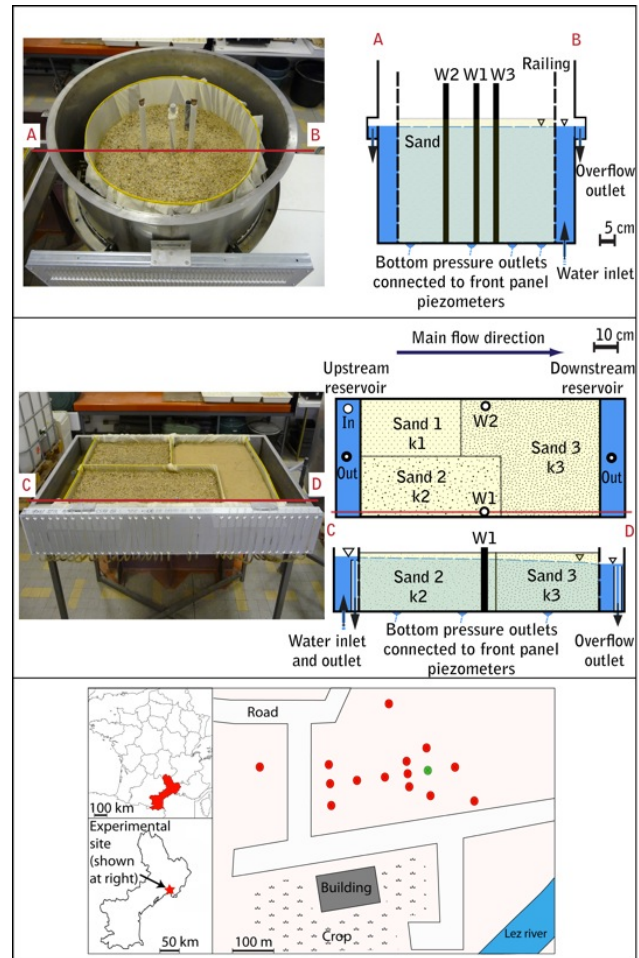 A
B
A
B
W2 W1 W3
Railing
Sand
Overflow
outlet
5 cm
Bottom pressure outlets
connected to front panel
piezometers
Water inlet
10 cm
Main flow direction
Upstream
reservoir
Downstream
reservoir
In
Out
Sand 1
k1
W2
Sand 3
k3
Sand 2
k2
W1
Out
C
D
C
D
W1
Sand 2
k2
Sand 3
k3
Water inlet
and outlet
Bottom pressure outlets
connected to front panel
piezometers
Overflow
outlet
100 km
Experimental
site
(shown
at right)
50 km
Road
Building
Crop
100 m
Lez river